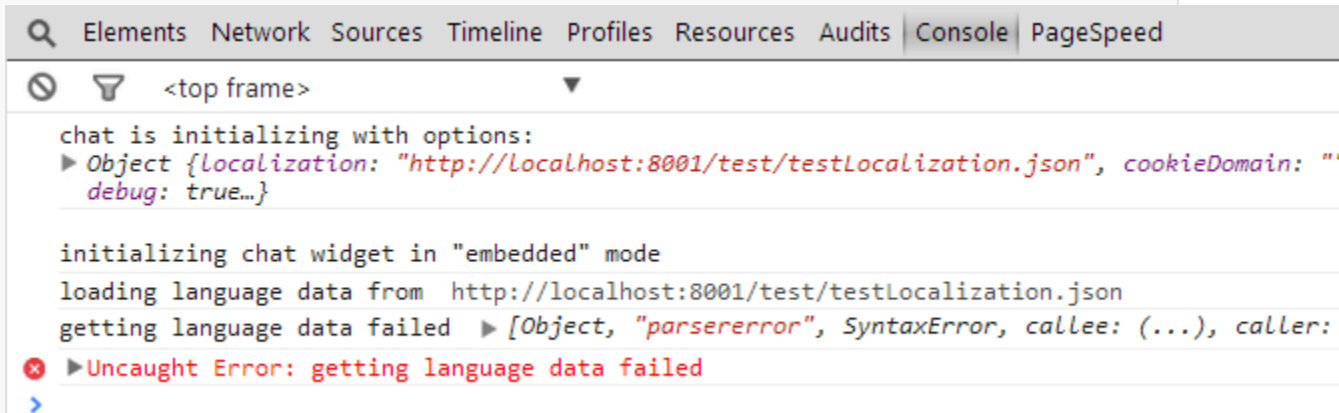 Elements Network Sources Timeline Profiles Resources Audits Console PageSpeed
<top frame>
chat is initializing with options:
Object {localization: "http://localhost:8001/test/testLocalization.json", cookieDomain: ""
debug: true…}
initializing chat widget in "embedded" mode
loading language data from http://localhost:8001/test/testLocalization.json
getting language data failed [Object, "parsererror", SyntaxError, callee: (...), caller:
Uncaught Error: getting language data failed